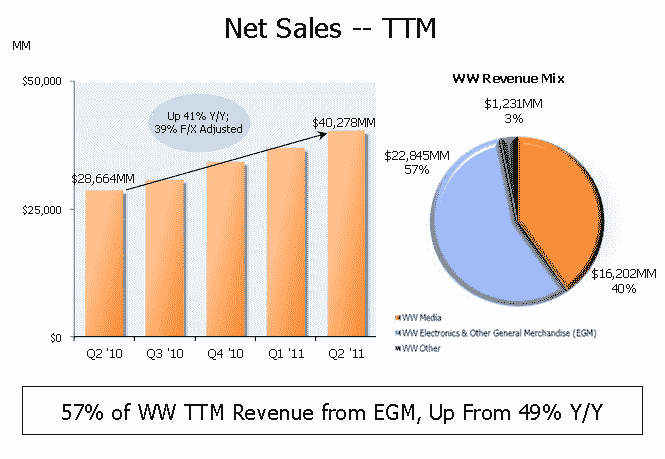 Net Sales -- TTM
MM
$50,000
$25,000
$0
Up 41% Y/Y;
39% F/X Adjusted
$28,664MM
$40,278MM
Q2 '10
Q3 '10
Q4 '10
Q1 '11
Q2 '11
WW Revenue Mix
$1,231MM
3%
$22,845MM
57%
$16,202MM
40%
WW Media
WW Electronics & Other General Merchandise (EGM)
WW Other
57% of WW TTM Revenue from EGM, Up From 49% Y/Y